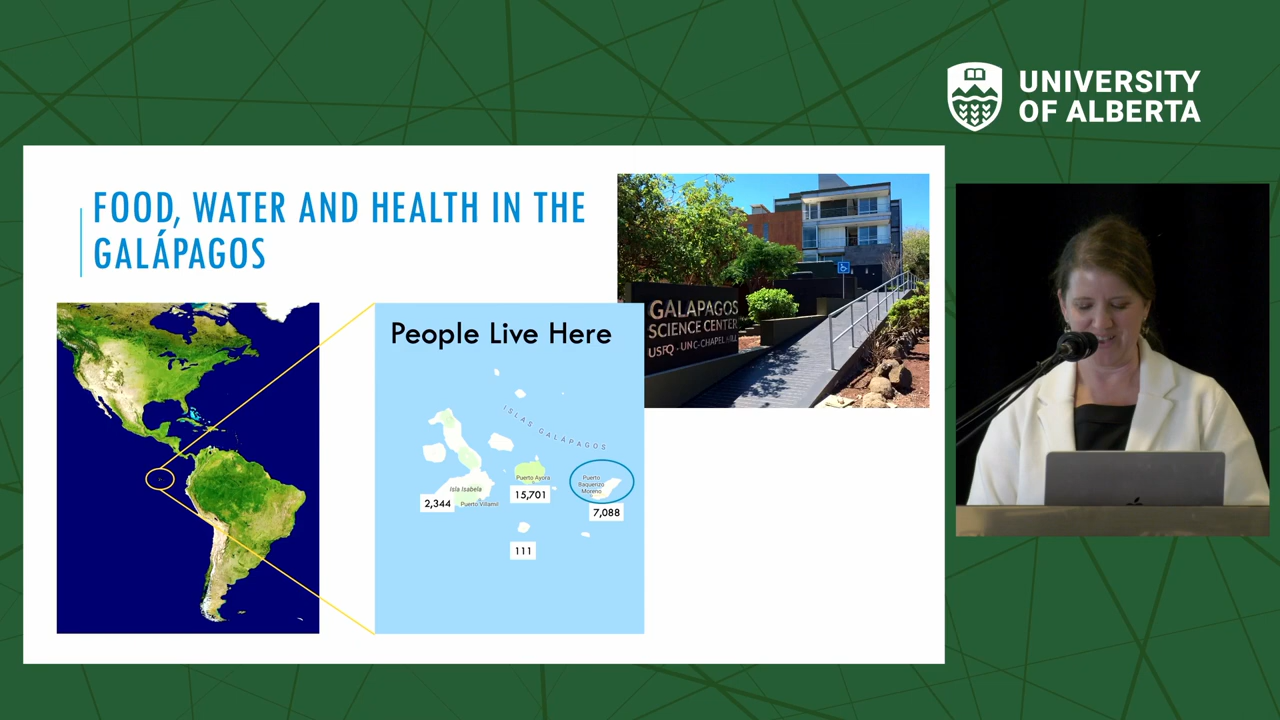 UNIVERSITY
OF ALBERTA
FOOD, WATER AND HEALTH IN THE
GALÁPAGOS
GALAPAGOS
SCIENCE CENTER
USFQ - UNC-CHAPEL HILL
People Live Here
ISLAS GALÁPAGOS
Isla Isabela
2,344
Puerto Villamil
Puerto Ayora
15,701
Puerto
Baquerizo
Moreno
7,088
111